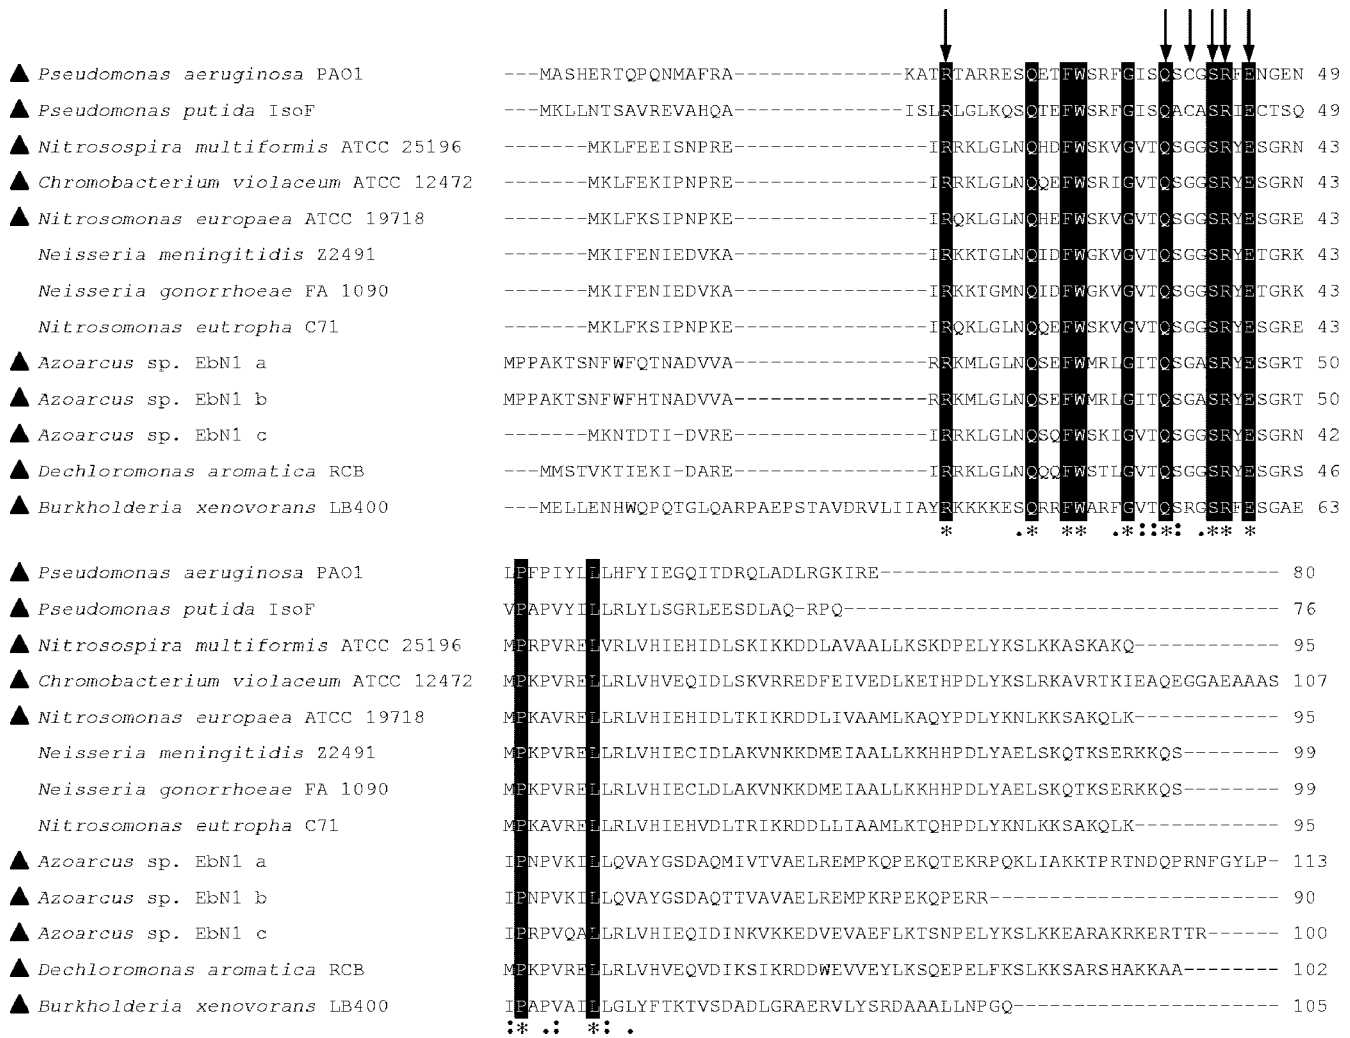 ▲ Pseudomonas aeruginosa PAO1 ---MASHERTQPQNMAFRA--------------KATRTARRESQETFWSRFGISQSCGSRFENGEN 49
▲ Pseudomonas putida IsoF ---MKLLNTSAVREVAHQA--------------ISLRLGLKQSQTEFWSRFGISQACASRIECTSQ 49
▲ Nitrosospira multiformis ATCC 25196 -------MKLFEEISNPRE----------------IRRKLGLNQHDFWSKVGVTQSGGSRYESGRN 43
▲ Chromobacterium violaceum ATCC 12472 -------MKLFEKIPNPRE----------------IRRKLGLNQQEFWSRIGVTQSGGSRYESGRN 43
▲ Nitrosomonas europaea ATCC 19718 -------MKLFKSIPNPKE----------------IRQKLGLNQHEFWSKVGVTQSGGSRYESGRE 43
Neisseria meningitidis Z2491 -------MKIFENIEDVKA----------------IRKKTGLNQIDFWGKVGVTQSGGSRYETGRK 43
Neisseria gonorrhoeae FA 1090 -------MKIFENIEDVKA----------------IRKKTGMNQIDFWGKVGVTQSGGSRYETGRK 43
Nitrosomonas eutropha C71 -------MKLFKSIPNPKE----------------IRQKLGLNQQEFWSKVGVTQSGGSRYESGRE 43
▲ Azoarcus sp. EbN1 a MPPAKTSNFWFQTNADVVA----------------RRKMLGLNQSEFWMRLGITQSGASRYESGRT 50
▲ Azoarcus sp. EbN1 b MPPAKTSNFWFHTNADVVA----------------RRKMLGLNQSEFWMRLGITQSGASRYESGRT 50
▲ Azoarcus sp. EbN1 c -------MKNTDTI-DVRE----------------IRRKLGLNQSQFWSKIGVTQSGGSRYESGRN 42
▲ Dechloromonas aromatica RCB ---MMSTVKTIEKI-DARE----------------IRRKLGLNQQQFWSTLGVTQSGGSRYESGRS 46
▲ Burkholderia xenovorans LB400 ---MELLENHWQPQTGLQARPAEPSTAVDRVLIIAYRKKKKESQRRFWARFGVTQSRGSRFESGAE 63
*     .*  **  .*::*: .** *
▲ Pseudomonas aeruginosa PAO1 LPFPIYLLLHFYIEGQITDRQLADLRGKIRE--------------------------------- 80
▲ Pseudomonas putida IsoF VPAPVYILLRLYLSGRLEESDLAQ-RPQ------------------------------------ 76
▲ Nitrosospira multiformis ATCC 25196 MPRPVRELVRLVHIEHIDLSKIKKDDLAVAALLKSKDPELYKSLKKASKAKQ------------ 95
▲ Chromobacterium violaceum ATCC 12472 MPKPVRELLRLVHVEQIDLSKVRREDFEIVEDLKETHPDLYKSLRKAVRTKIEAQEGGAEAAAS 107
▲ Nitrosomonas europaea ATCC 19718 MPKAVRELLRLVHIEHIDLTKIKRDDLIVAAMLKAQYPDLYKNLKKSAKQLK------------ 95
Neisseria meningitidis Z2491 MPKPVRELLRLVHIECIDLAKVNKKDMEIAALLKKHHPDLYAELSKQTKSERKKQS-------- 99
Neisseria gonorrhoeae FA 1090 MPKPVRELLRLVHIECLDLAKVNKKDMEIAALLKKHHPDLYAELSKQTKSERKKQS-------- 99
Nitrosomonas eutropha C71 MPKAVRELLRLVHIEHVDLTRIKRDDLLIAAMLKTQHPDLYKNLKKSAKQLK------------ 95
▲ Azoarcus sp. EbN1 a IPNPVKILLQVAYGSDAQMIVTVAELREMPKQPEKQTEKRPQKLIAKKTPRTNDQPRNFGYLP- 113
▲ Azoarcus sp. EbN1 b IPNPVKILLQVAYGSDAQTTVAVAELREMPKRPEKQPERR------------------------ 90
▲ Azoarcus sp. EbN1 c IPRPVQALLRLVHIEQIDINKVKKEDVEVAEFLKTSNPELYKSLKKEARAKRKERTTR------ 100
▲ Dechloromonas aromatica RCB MPKPVRELLRLVHVEQVDIKSIKRDDWEVVEYLKSQEPELFKSLKKSARSHAKKAA-------- 102
▲ Burkholderia xenovorans LB400 IPAPVAILLGLYFTKTVSDADLGRAERVLYSRDAAALLNPGQ---------------------- 105
:* .:  *: .